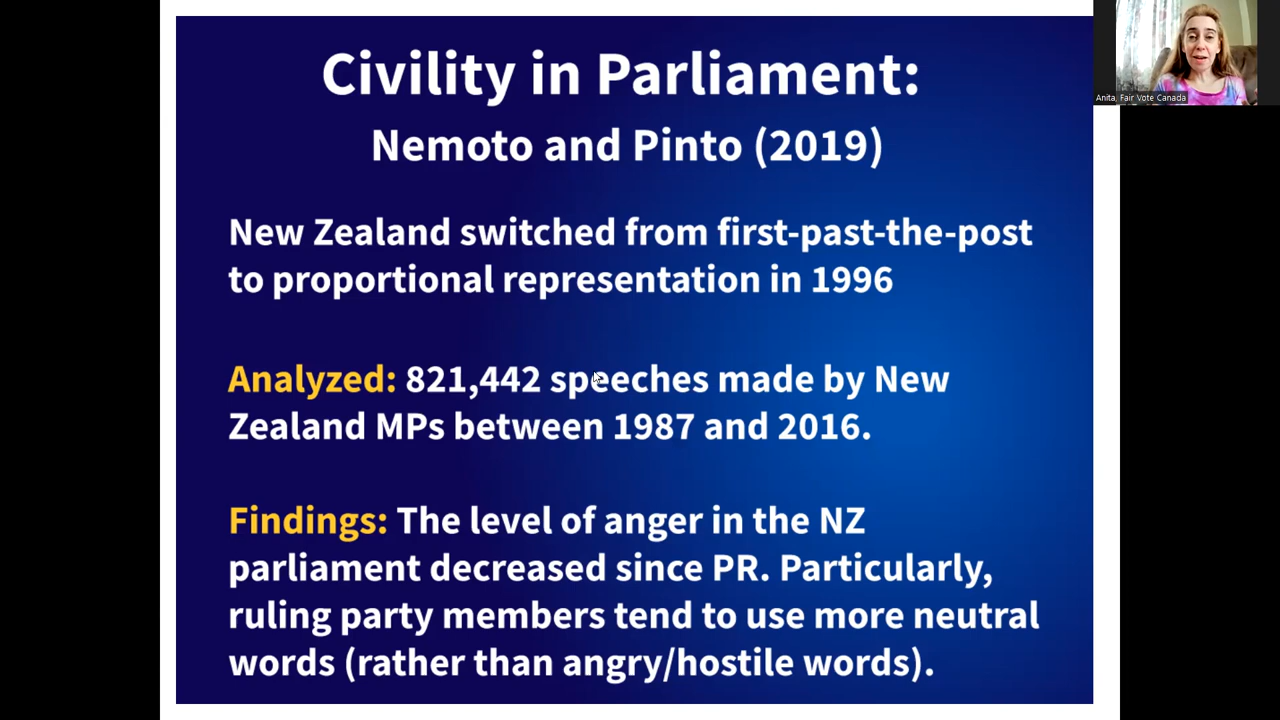 Civility in Parliament:
Nemoto and Pinto (2019)
New Zealand switched from first-past-the-post
to proportional representation in 1996
Analyzed: 821,442 speeches made by New
Zealand MPs between 1987 and 2016.
Findings: The level of anger in the NZ
parliament decreased since PR. Particularly,
ruling party members tend to use more neutral
words (rather than angry/hostile words).
Anita, Fair Vote Canada